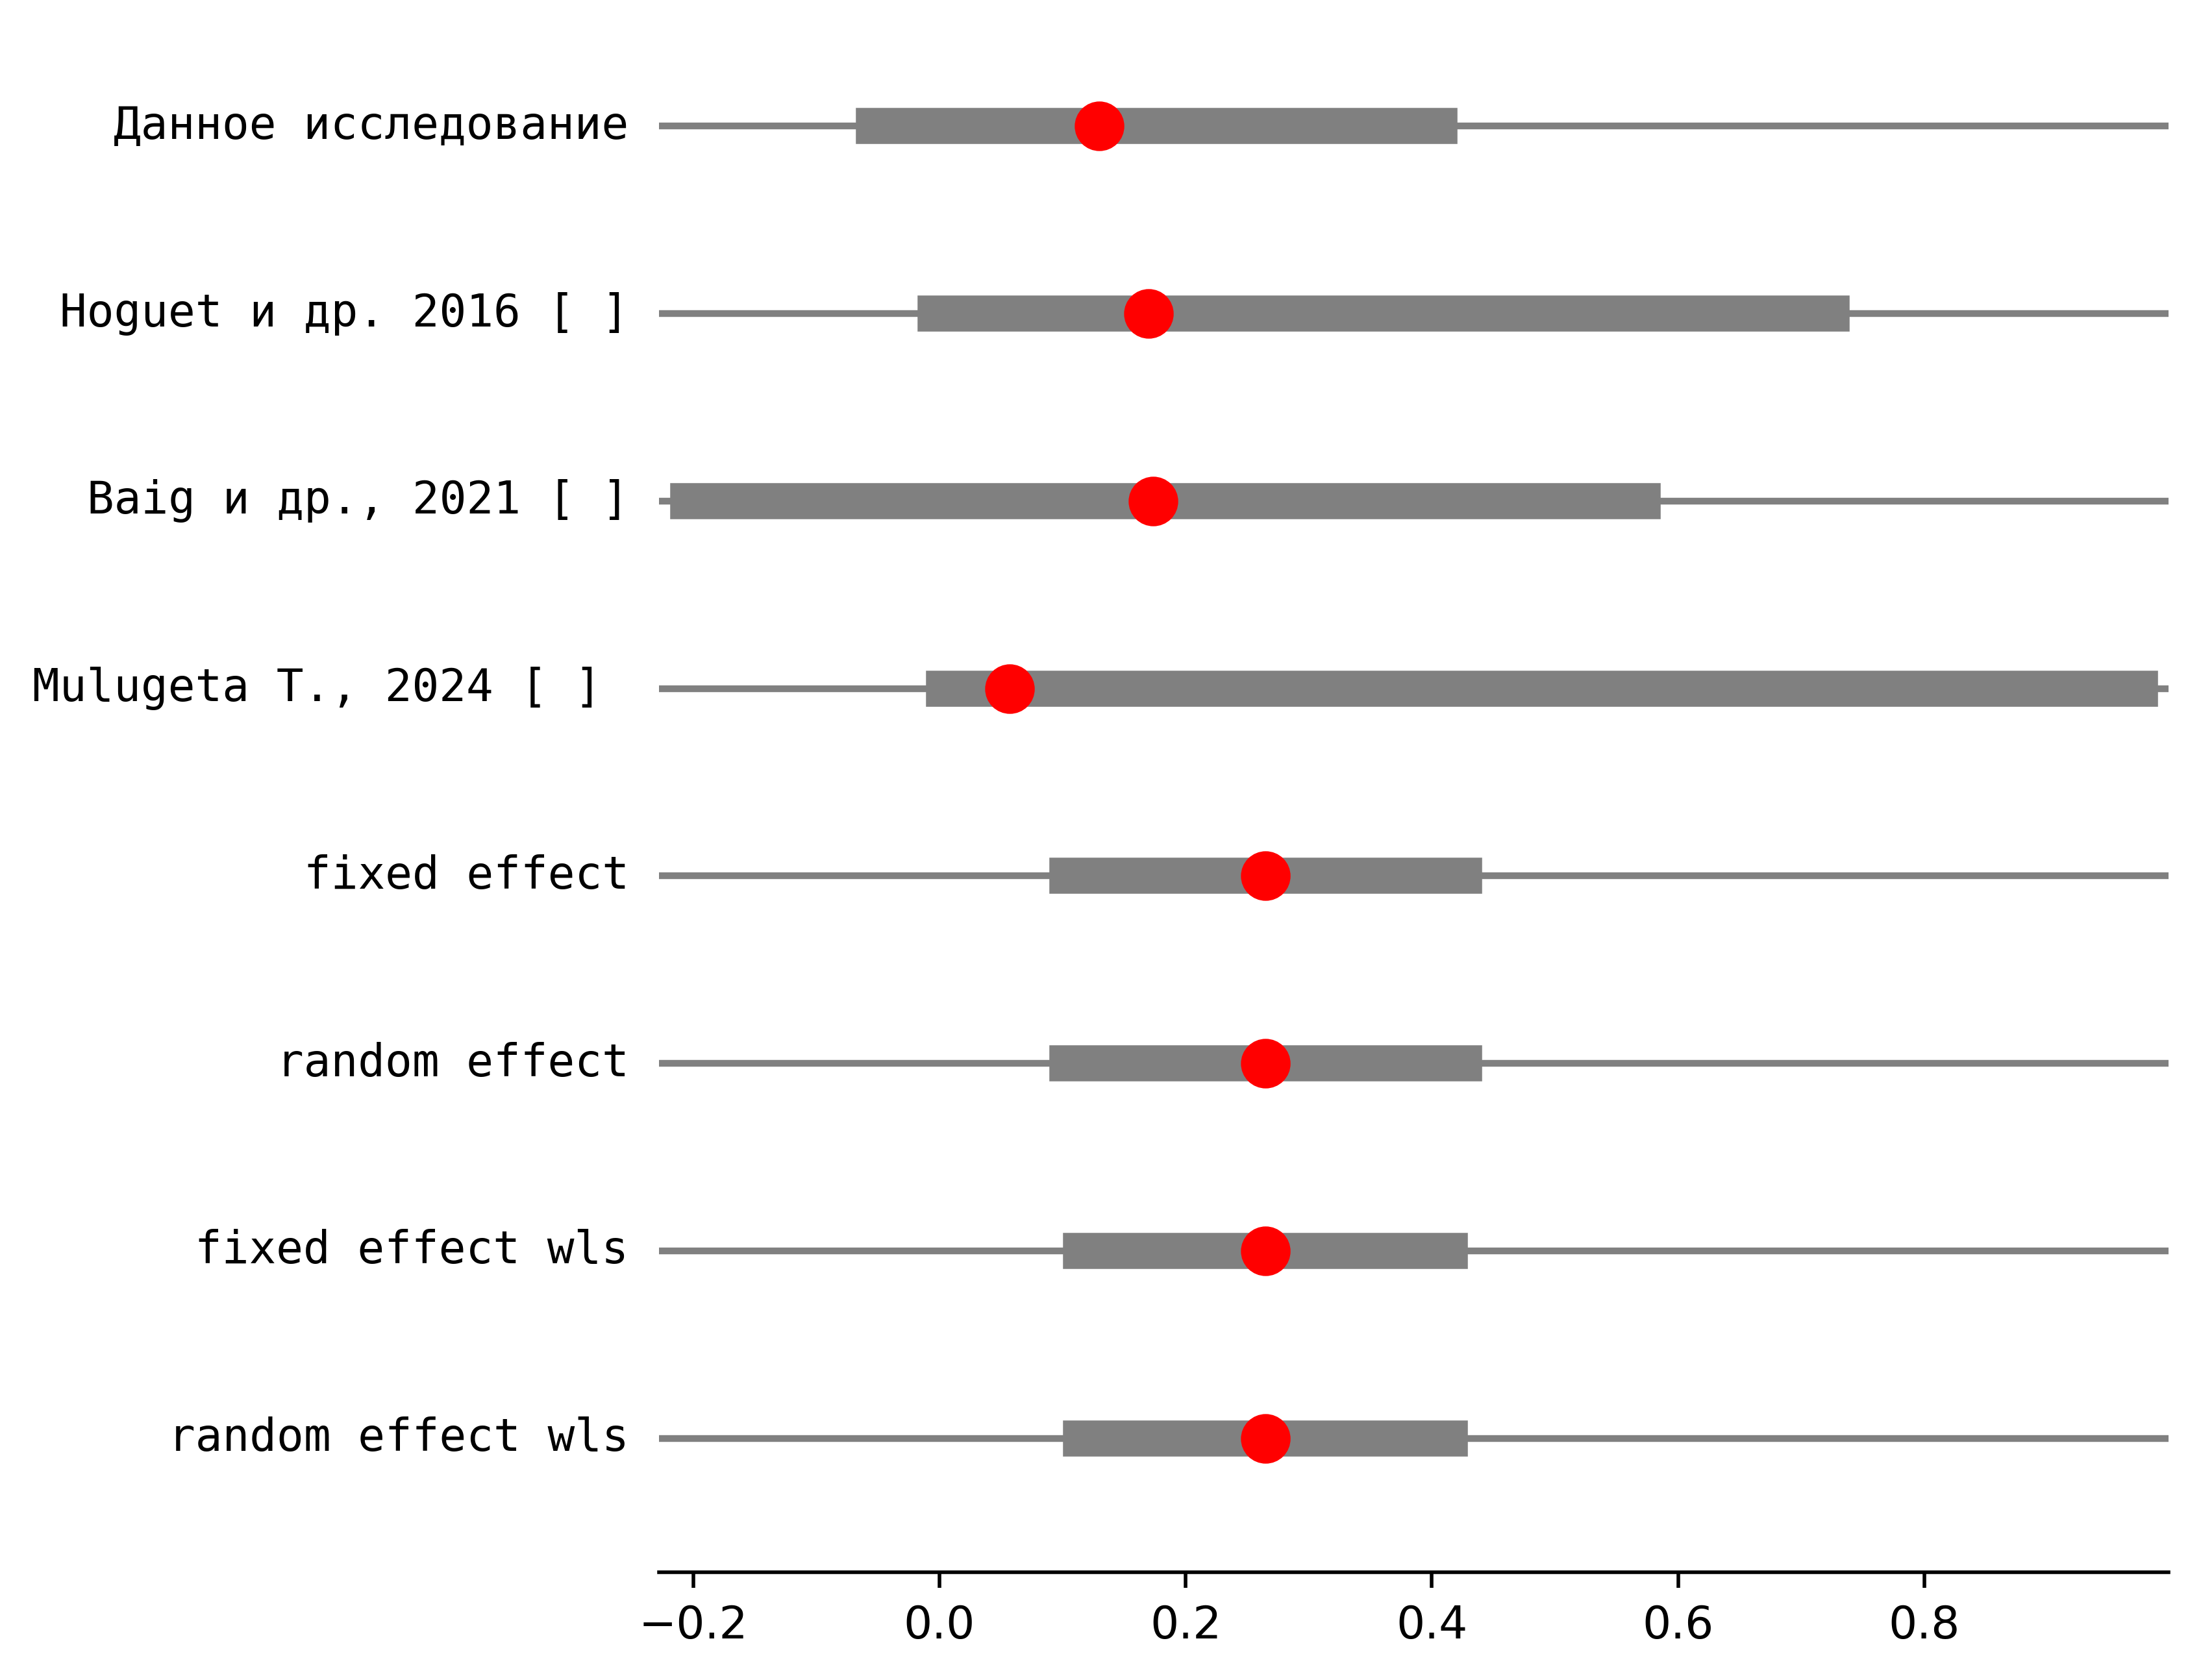 Данное исследование
Hoguet и др. 2016 [ ]
Baig и др., 2021 [ ]
Mulugeta T., 2024 [ ]
fixed effect
random effect
fixed effect wls
random effect wls
−0.2 0.0 0.2 0.4 0.6 0.8